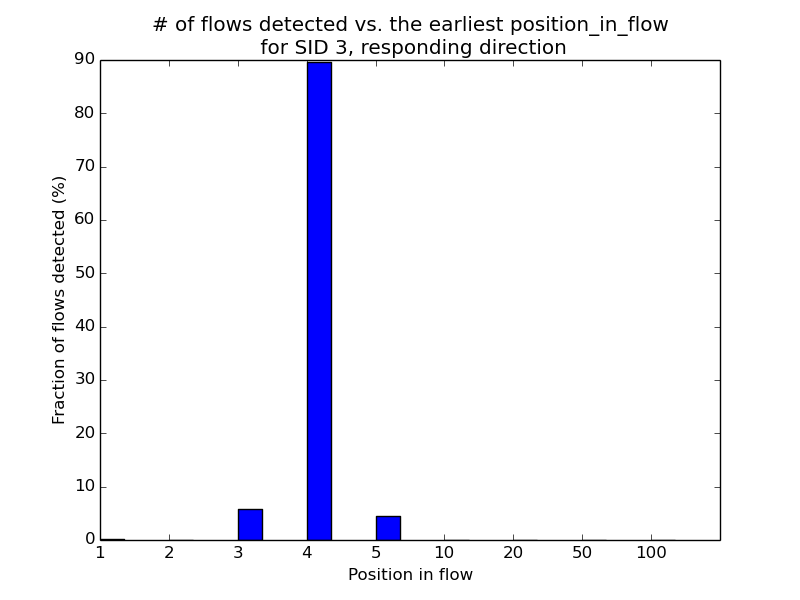 # of flows detected vs. the earliest position_in_flow
for SID 3, responding direction
90
80
70
60
50
40
30
20
10
0
Fraction of flows detected (%)
1 2 3 4 5 10 20 50 100
Position in flow